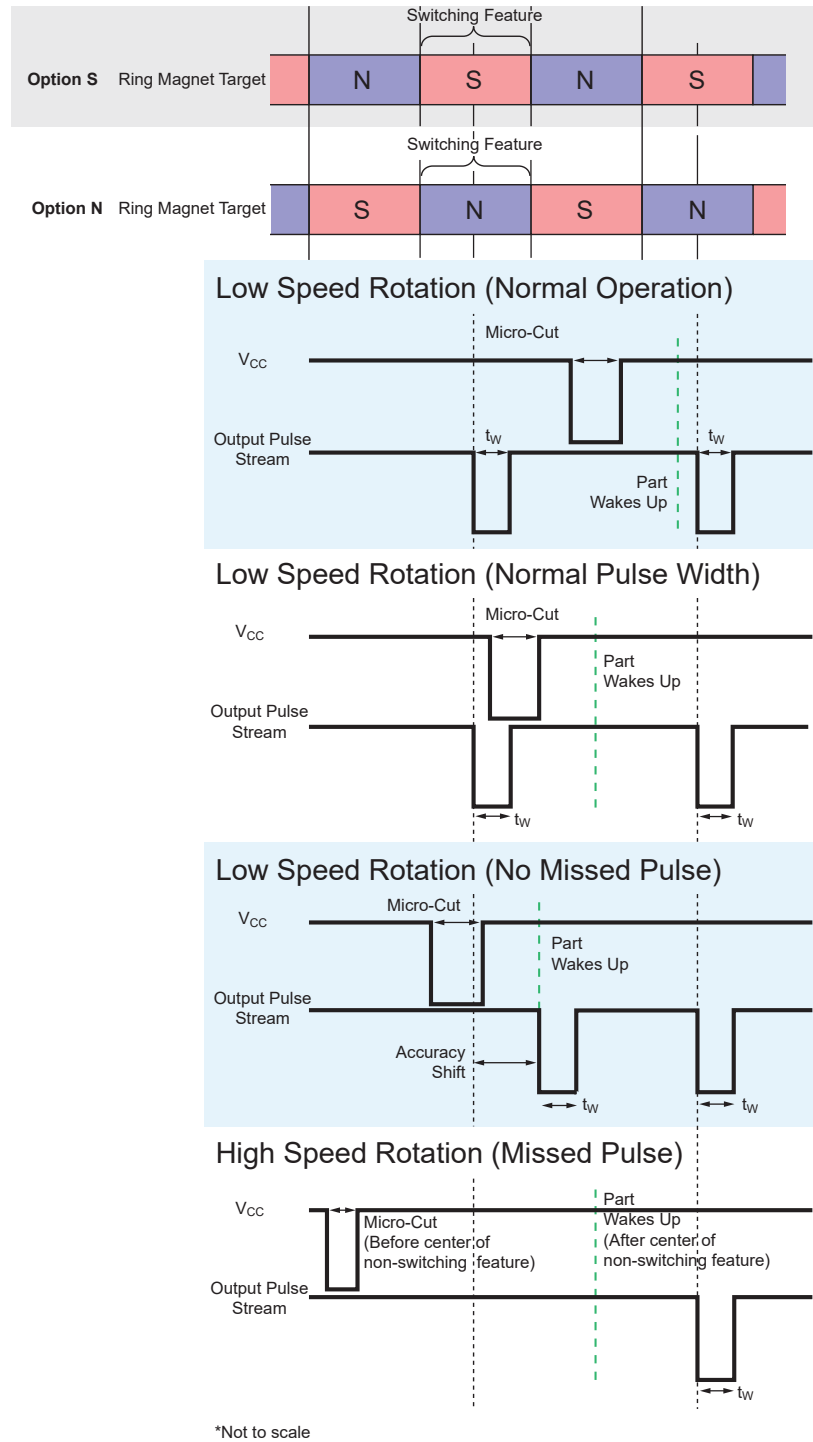 Switching Feature
Option S Ring Magnet Target N S N S
Switching Feature
Option N Ring Magnet Target S N S N
Low Speed Rotation (Normal Operation)
Micro-Cut
VCC
Output Pulse
Stream
tW
tW
Part
Wakes Up
Low Speed Rotation (Normal Pulse Width)
Micro-Cut
VCC
Part
Wakes Up
Output Pulse
Stream
tW
tW
Low Speed Rotation (No Missed Pulse)
Micro-Cut
VCC
Part
Wakes Up
Output Pulse
Stream
Accuracy
Shift
tW
tW
High Speed Rotation (Missed Pulse)
VCC
Micro-Cut
(Before center of
non-switching feature)
Part
Wakes Up
(After center of
non-switching feature)
Output Pulse
Stream
tW
*Not to scale